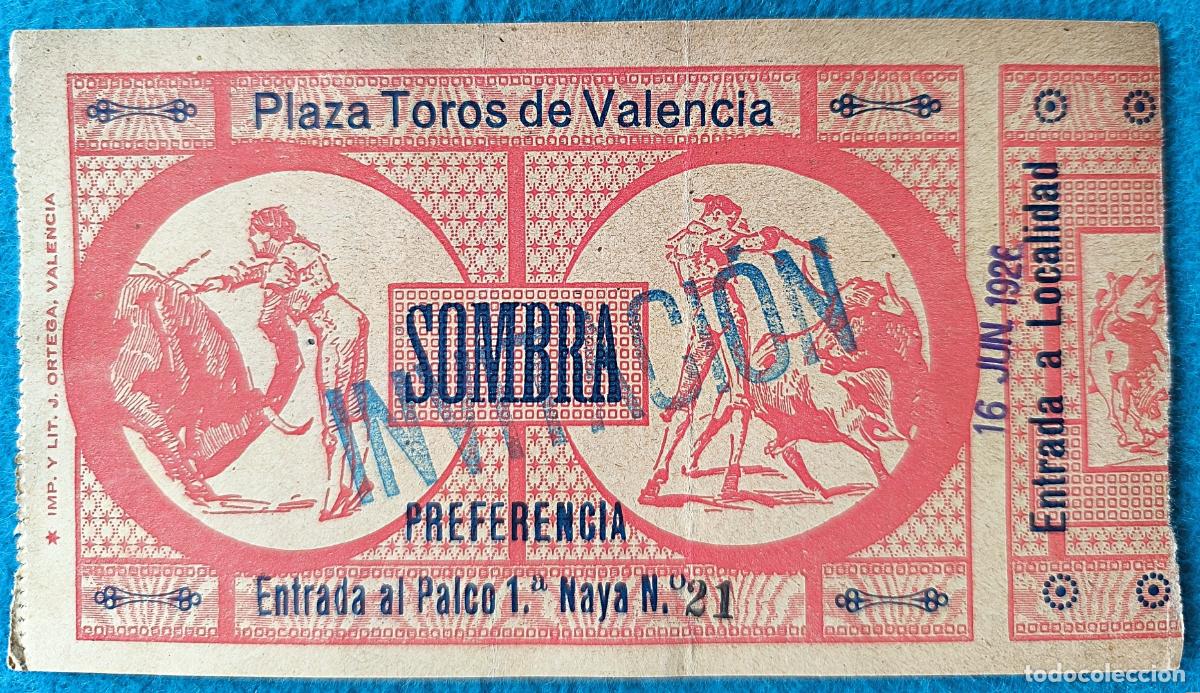 Plaza Toros de Valencia
SOMBRA
INVITACIÓN
PREFERENCIA
Entrada al Palco 1.ª Naya N.º 21
* IMP. Y LIT. J. ORTEGA. VALENCIA
16 JUN. 1926
Entrada a Localidad
todocoleccion